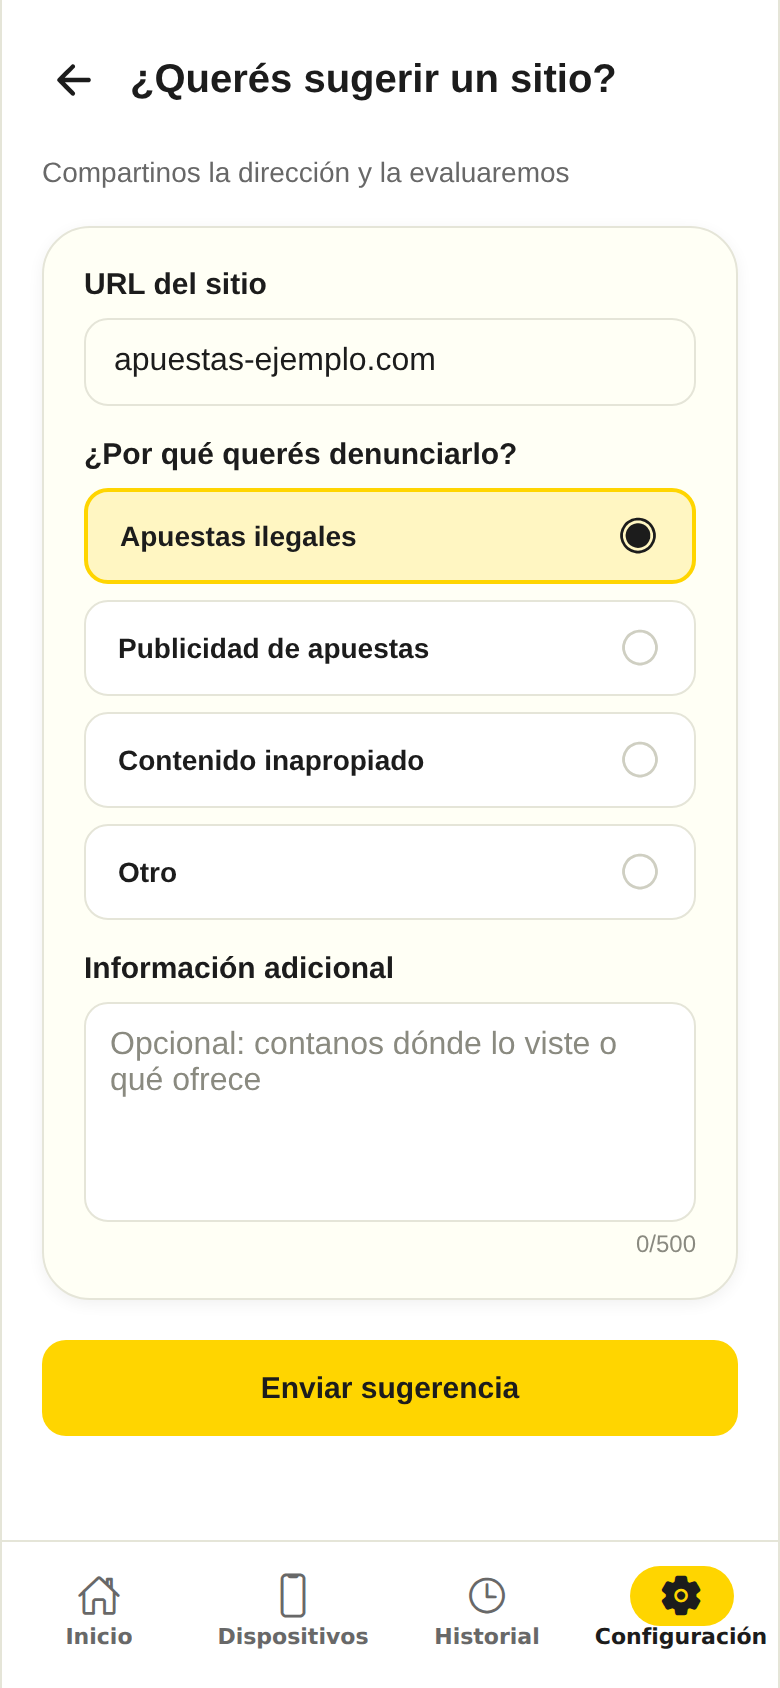 ¿Querés sugerir un sitio?
Compartinos la dirección y la evaluaremos
URL del sitio
apuestas-ejemplo.com
¿Por qué querés denunciarlo?
Apuestas ilegales
Publicidad de apuestas
Contenido inapropiado
Otro
Información adicional
Opcional: contanos dónde lo viste o
qué ofrece
0/500
Enviar sugerencia
Inicio
Dispositivos
Historial
Configuración